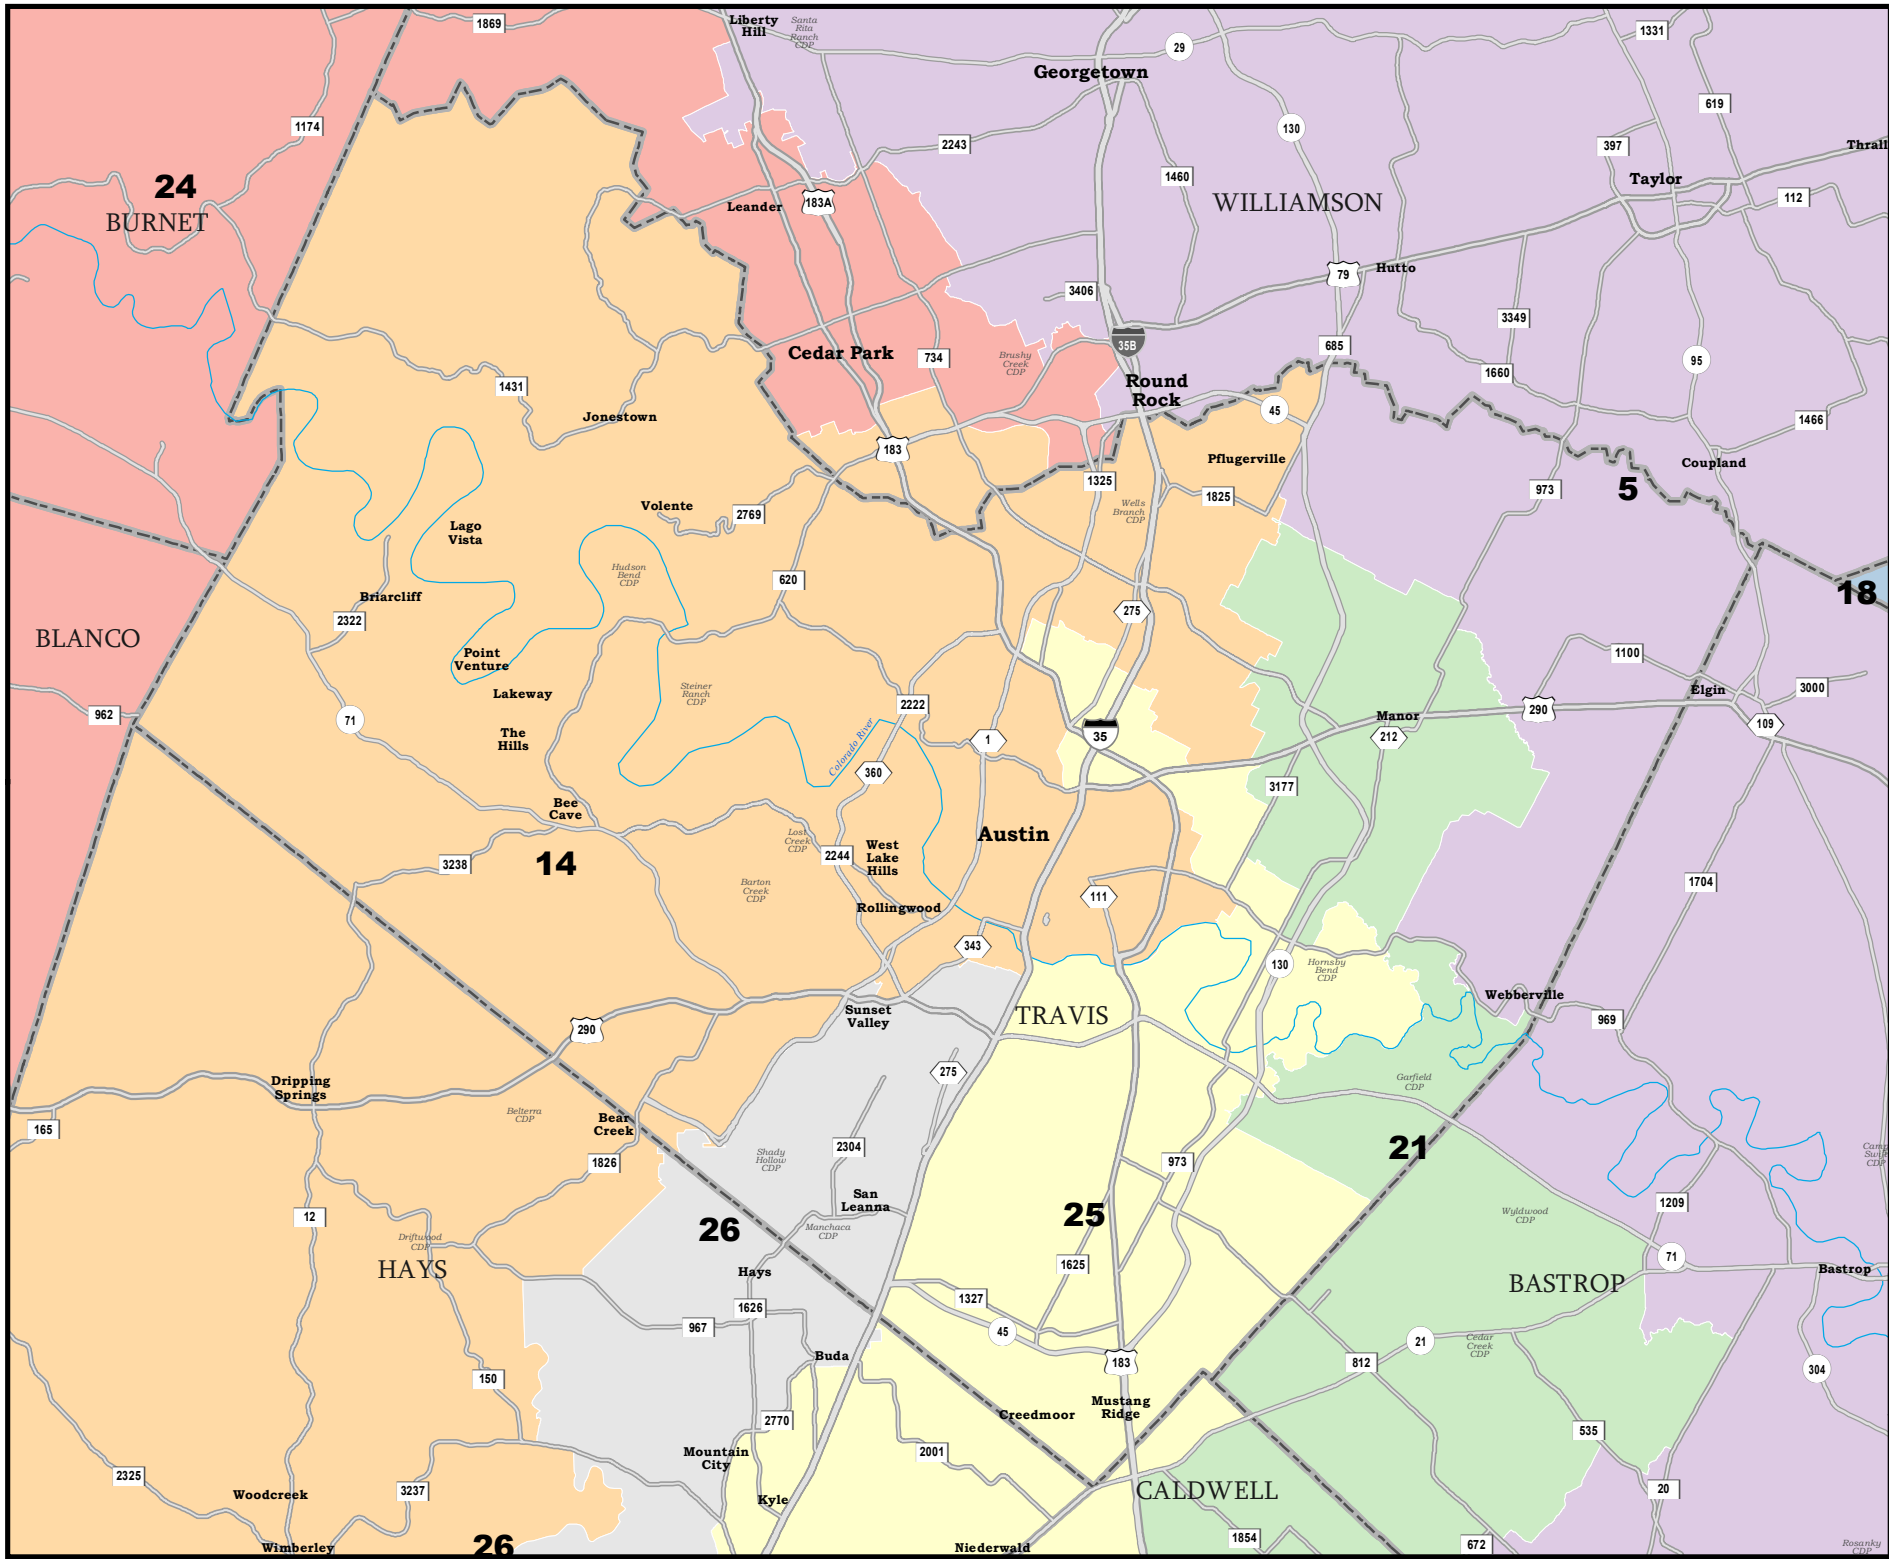 1869
Liberty
Hill
Santa
Rita
Ranch
CDP
29
1331
Georgetown
619
1174
130
397
2243
Thrall
1460
Taylor
24
BURNET
112
183A
Leander
WILLIAMSON
79
Hutto
3406
3349
35B
685
Cedar Park
734
Brushy
Creek
CDP
95
1660
1431
Round
Rock
Jonestown
45
1466
183
Pflugerville
Coupland
1325
5
973
1825
Volente
2769
Wells
Branch
CDP
Lago
Vista
Hudson
Bend
CDP
620
18
Briarcliff
275
2322
BLANCO
1100
Point
Venture
Elgin
3000
Lakeway
Steiner
Ranch
CDP
2222
290
962
71
Manor
109
The
Hills
Colorado River
1
35
212
360
3177
Bee
Cave
Austin
Lost
Creek
CDP
2244
West
Lake
Hills
3238
14
1704
Barton
Creek
CDP
111
Rollingwood
343
130
Hornsby
Bend
CDP
Webberville
Sunset
Valley
TRAVIS
969
290
275
Dripping
Springs
Garfield
CDP
Belterra
CDP
Bear
Creek
165
2304
21
1826
Shady
Hollow
CDP
973
Camp
Swift
CDP
San
Leanna
1209
12
26
25
Wyldwood
CDP
Manchaca
CDP
Driftwood
CDP
HAYS
Hays
1625
71
Bastrop
BASTROP
1626
1327
967
45
21
Cedar
Creek
CDP
Buda
183
812
304
150
Mustang
Ridge
Creedmoor
2770
535
Mountain
City
2001
2325
Woodcreek
3237
Kyle
CALDWELL
20
1854
672
Wimberley
26
Niederwald
Rosanky
CDP